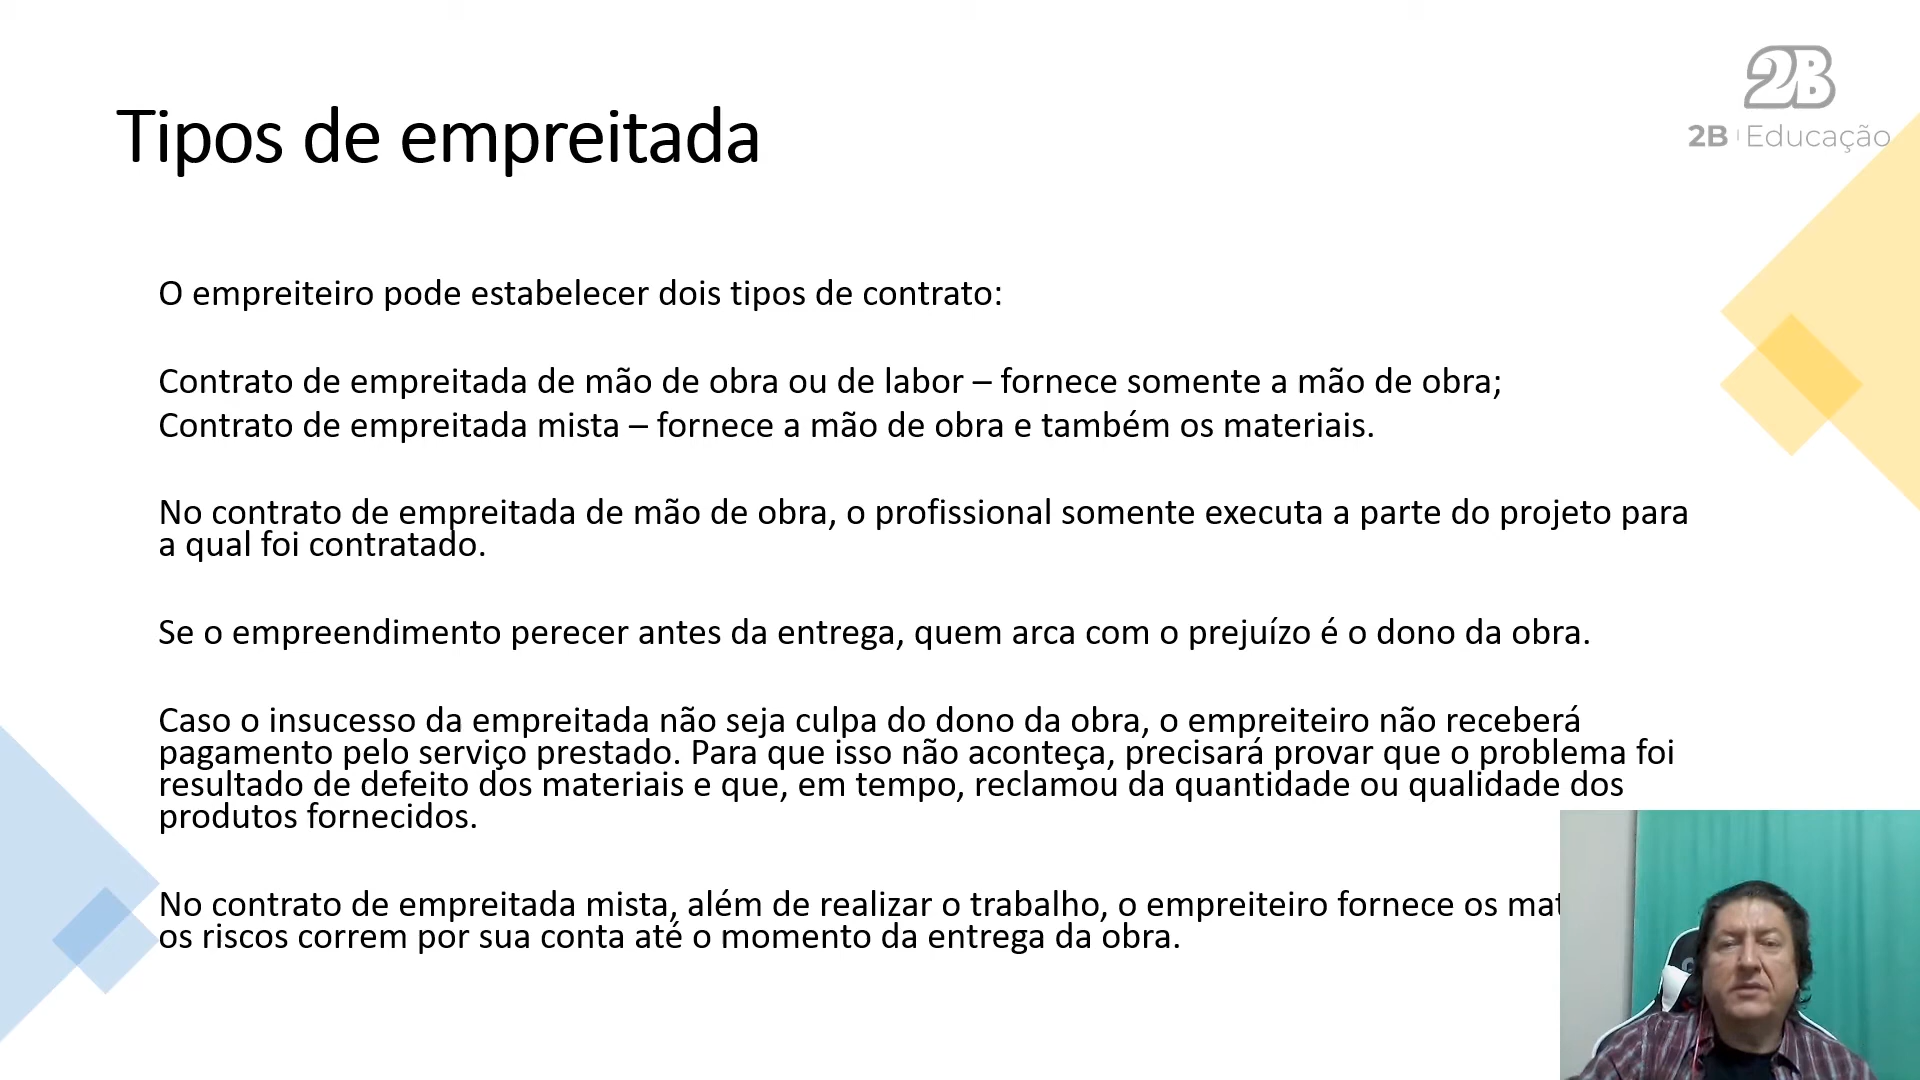 2B
2B | Educação
Tipos de empreitada
O empreiteiro pode estabelecer dois tipos de contrato:
Contrato de empreitada de mão de obra ou de labor – fornece somente a mão de obra;
Contrato de empreitada mista – fornece a mão de obra e também os materiais.
No contrato de empreitada de mão de obra, o profissional somente executa a parte do projeto para
a qual foi contratado.
Se o empreendimento perecer antes da entrega, quem arca com o prejuízo é o dono da obra.
Caso o insucesso da empreitada não seja culpa do dono da obra, o empreiteiro não receberá
pagamento pelo serviço prestado. Para que isso não aconteça, precisará provar que o problema foi
resultado de defeito dos materiais e que, em tempo, reclamou da quantidade ou qualidade dos
produtos fornecidos.
No contrato de empreitada mista, além de realizar o trabalho, o empreiteiro fornece os
os riscos correm por sua conta até o momento da entrega da obra.